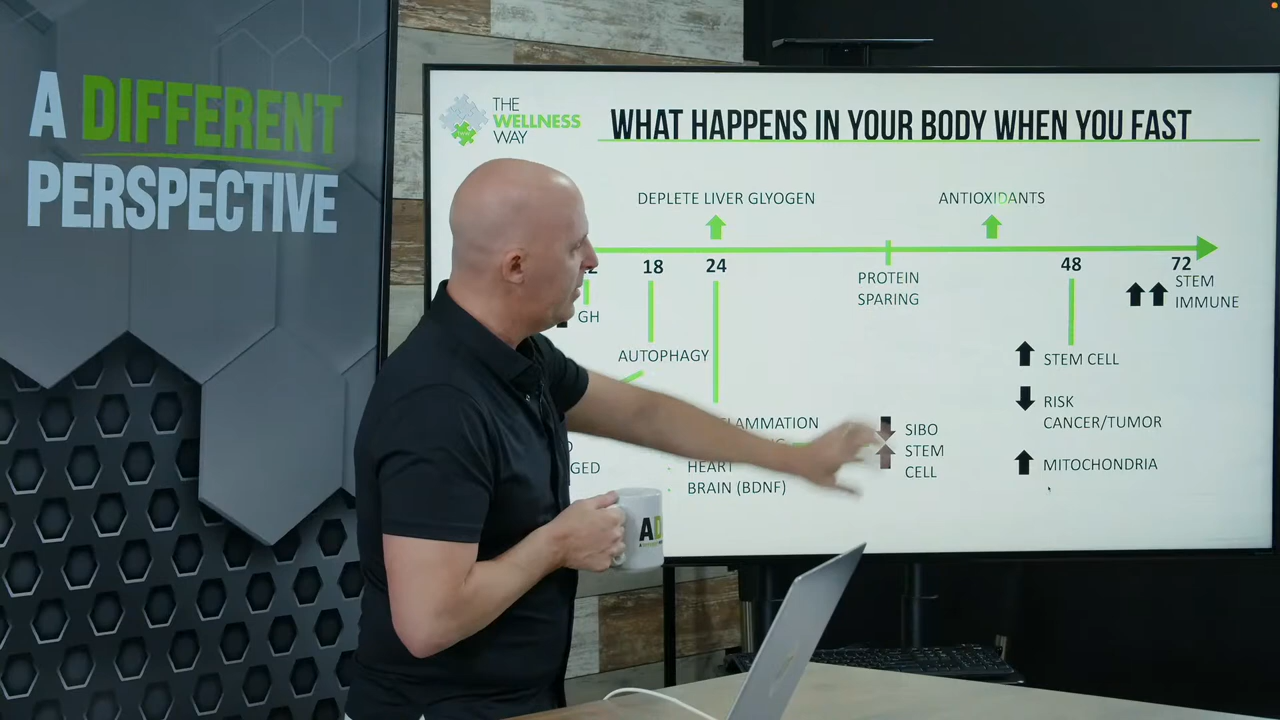 A DIFFERENT
PERSPECTIVE
THE
WELLNESS
WAY
WHAT HAPPENS IN YOUR BODY WHEN YOU FAST
DEPLETE LIVER GLYOGEN
ANTIOXIDANTS
18
24
48
72
PROTEIN
SPARING
STEM
IMMUNE
GH
AUTOPHAGY
STEM CELL
RISK
CANCER/TUMOR
MITOCHONDRIA
SIBO
STEM
CELL
HEART
BRAIN (BDNF)